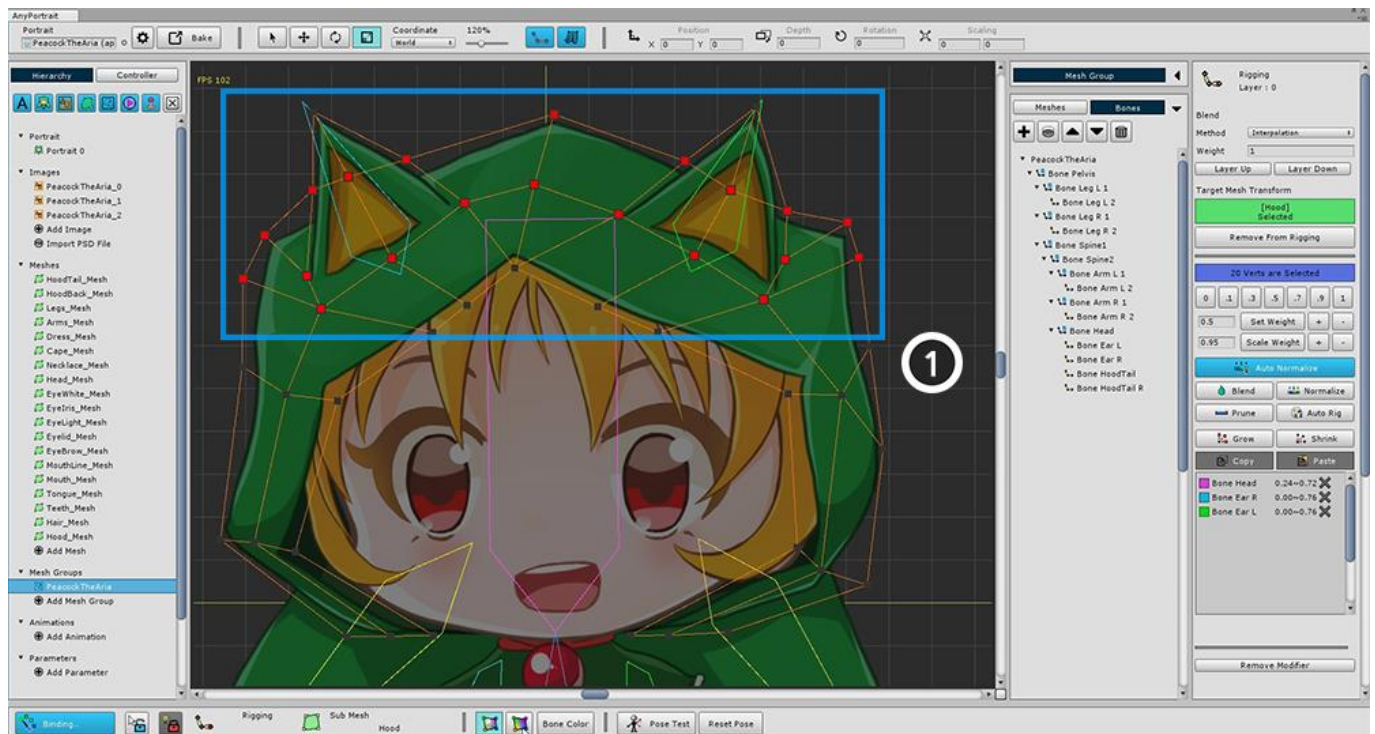 AnyPortrait
Portrait
PeacockTheAria (ap
Bake
Coordinate
World
120%
Position
X 0 Y 0
Depth
0
Rotation
0
Scaling
0 0
Hierarchy
Controller
Portrait
Portrait 0
Images
PeacockTheAria_0
PeacockTheAria_1
PeacockTheAria_2
Add Image
Import PSD File
Meshes
HoodTail_Mesh
HoodBack_Mesh
Legs_Mesh
Arms_Mesh
Dress_Mesh
Cape_Mesh
Necklace_Mesh
Head_Mesh
EyeWhite_Mesh
EyeIris_Mesh
EyeLight_Mesh
Eyelid_Mesh
EyeBrow_Mesh
MouthLine_Mesh
Mouth_Mesh
Tongue_Mesh
Teeth_Mesh
Hair_Mesh
Hood_Mesh
Add Mesh
Mesh Groups
PeacockTheAria
Add Mesh Group
Animations
Add Animation
Parameters
Add Parameter
FPS 102
1
Mesh Group
Meshes
Bones
PeacockTheAria
Bone Pelvis
Bone Leg L 1
Bone Leg L 2
Bone Leg R 1
Bone Leg R 2
Bone Spine1
Bone Spine2
Bone Arm L 1
Bone Arm L 2
Bone Arm R 1
Bone Arm R 2
Bone Head
Bone Ear L
Bone Ear R
Bone HoodTail
Bone HoodTail R
Rigging
Layer : 0
Blend
Method Interpolation
Weight 1
Layer Up Layer Down
Target Mesh Transform
[Hood]
Selected
Remove From Rigging
20 Verts are Selected
0 .1 .3 .5 .7 .9 1
0.5 Set Weight + -
0.95 Scale Weight + -
Auto Normalize
Blend Normalize
Prune Auto Rig
Grow Shrink
Copy Paste
Bone Head 0.24~0.72
Bone Ear R 0.00~0.76
Bone Ear L 0.00~0.76
Remove Modifier
Binding...
Rigging
Sub Mesh
Hood
Bone Color
Pose Test
Reset Pose